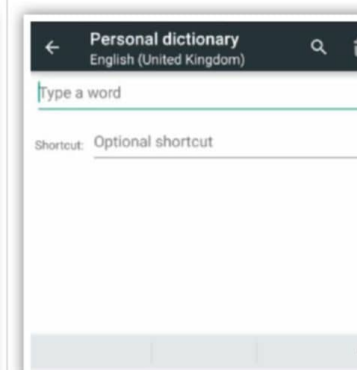 Personal dictionary
English (United Kingdom)
Type a word
Shortcut: Optional shortcut